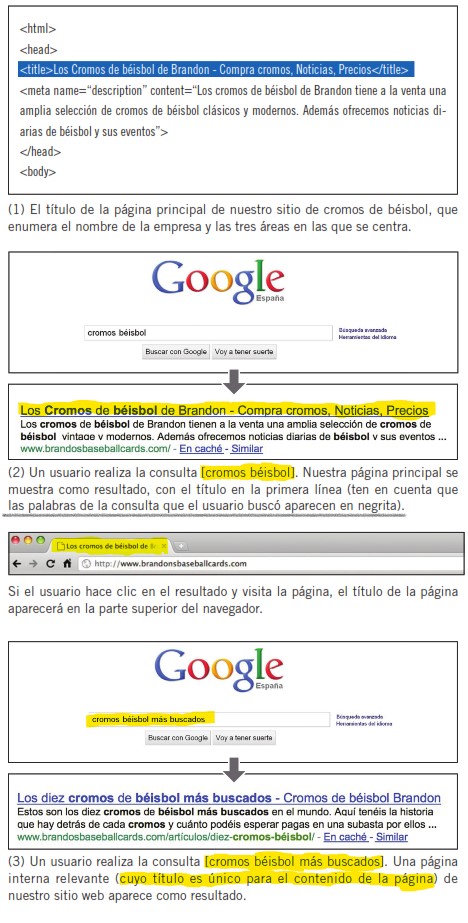 <html>
<head>
<title>Los Cromos de béisbol de Brandon - Compra cromos, Noticias, Precios</title>
<meta name=“description” content=“Los cromos de béisbol de Brandon tiene a la venta una
amplia selección de cromos de béisbol clásicos y modernos. Además ofrecemos noticias di-
arias de béisbol y sus eventos”>
</head>
<body>
(1) El título de la página principal de nuestro sitio de cromos de béisbol, que
enumera el nombre de la empresa y las tres áreas en las que se centra.
Google
España
cromos béisbol
Búsqueda avanzada
Herramientas del idioma
Buscar con Google
Voy a tener suerte
Los Cromos de béisbol de Brandon - Compra cromos, Noticias, Precios
Los cromos de béisbol de Brandon tienen a la venta una amplia selección de cromos de
béisbol vintage y modernos. Además ofrecemos noticias diarias de béisbol y sus eventos ...
www.brandonsbaseballcards.com/ - En caché - Similar
(2) Un usuario realiza la consulta [cromos béisbol]. Nuestra página principal se
muestra como resultado, con el título en la primera línea (ten en cuenta que
las palabras de la consulta que el usuario buscó aparecen en negrita).
Los cromos de béisbol de Br
http://www.brandonsbaseballcards.com
Si el usuario hace clic en el resultado y visita la página, el título de la página
aparecerá en la parte superior del navegador.
Google
España
cromos béisbol más buscados
Búsqueda avanzada
Herramientas del idioma
Buscar con Google
Voy a tener suerte
Los diez cromos de béisbol más buscados - Cromos de béisbol Brandon
Estos son los diez cromos de béisbol más buscados en el mundo. Aquí tenéis la historia
que hay detrás de cada cromos y cuánto podéis esperar pagas en una subasta por ellos ...
www.brandosbaseballcards.com/artículos/diez-cromos-béisbol/ - En caché - Similar
(3) Un usuario realiza la consulta [cromos béisbol más buscados]. Una página
interna relevante (cuyo título es único para el contenido de la página) de
nuestro sitio web aparece como resultado.